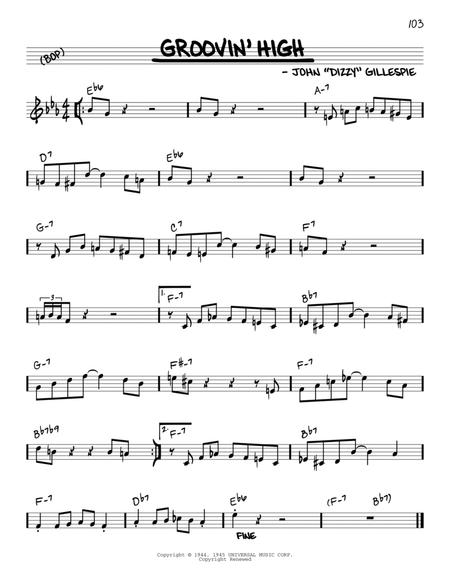 103
(BOP)
GROOVIN' HIGH
- JOHN "DIZZY" GILLESPIE
E♭6 A-7
D7 E♭6
G-7 C7 F7
3 1. F-7 B♭7
G-7 F#-7 F-7
B♭7♭9 2. F-7 B♭7
F-7 D♭7 E♭6 (F-7 B♭7)
FINE
Copyright © 1944, 1945 UNIVERSAL MUSIC CORP.
Copyright Renewed